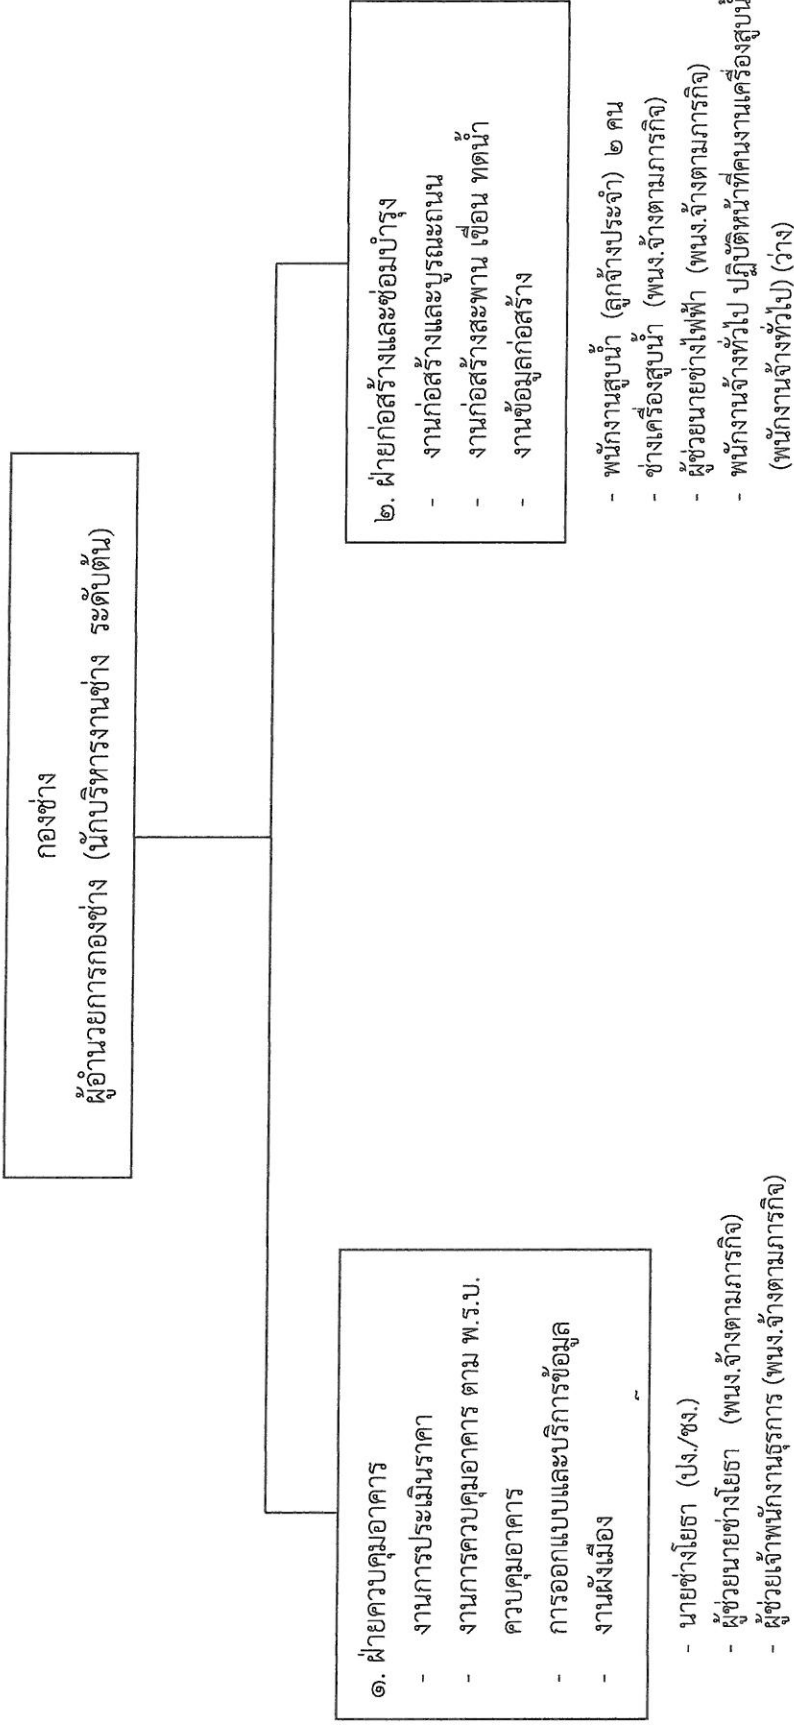 กองช่าง
ผู้อำนวยการกองช่าง (นักบริหารงานช่าง ระดับต้น)
๑. ฝ่ายควบคุมอาคาร
- งานการประเมินราคา
- งานการควบคุมอาคาร ตาม พ.ร.บ.
ควบคุมอาคาร
- การออกแบบและบริการข้อมูล
- งานผังเมือง
- นายช่างโยธา (ปง./ชง.)
- ผู้ช่วยนายช่างโยธา (พนง.จ้างตามภารกิจ)
- ผู้ช่วยเจ้าพนักงานธุรการ (พนง.จ้างตามภารกิจ)
๒. ฝ่ายก่อสร้างและซ่อมบำรุง
- งานก่อสร้างและบูรณะถนน
- งานก่อสร้างสะพาน เขื่อน ทดน้ำ
- งานข้อมูลก่อสร้าง
- พนักงานสูบน้ำ (ลูกจ้างประจำ) ๒ คน
- ช่างเครื่องสูบน้ำ (พนง.จ้างตามภารกิจ)
- ผู้ช่วยนายช่างไฟฟ้า (พนง.จ้างตามภารกิจ)
- พนักงานจ้างทั่วไป ปฏิบัติหน้าที่คนงานเครื่องสูบน้
(พนักงานจ้างทั่วไป) (ว่าง)